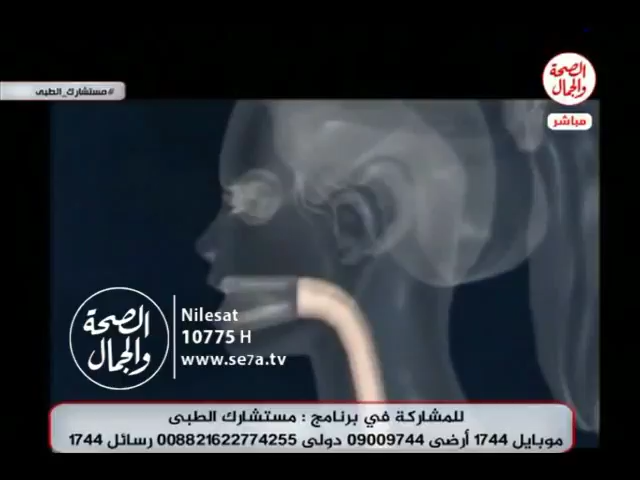 الصحة
والجمال
مباشر
#مستشارك_الطبى
الصحة
والجمال
Nilesat
10775 H
www.se7a.tv
للمشاركة في برنامج : مستشارك الطبى
موبايل 1744 أرضى 09009744 دولى 008821622774255 رسائل 1744